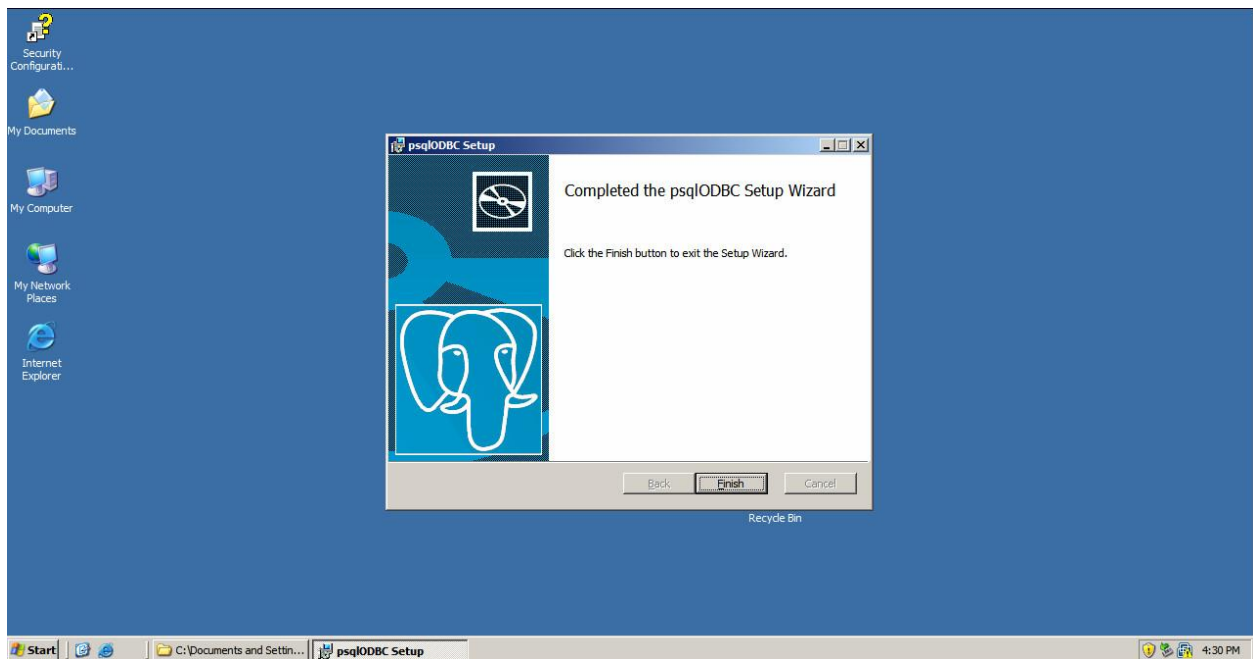 Security
Configurati...
My Documents
My Computer
My Network
Places
Internet
Explorer
psqlODBC Setup
Completed the psqlODBC Setup Wizard
Click the Finish button to exit the Setup Wizard.
Back
Finish
Cancel
Recycle Bin
Start
C:\Documents and Settin...
psqlODBC Setup
4:30 PM